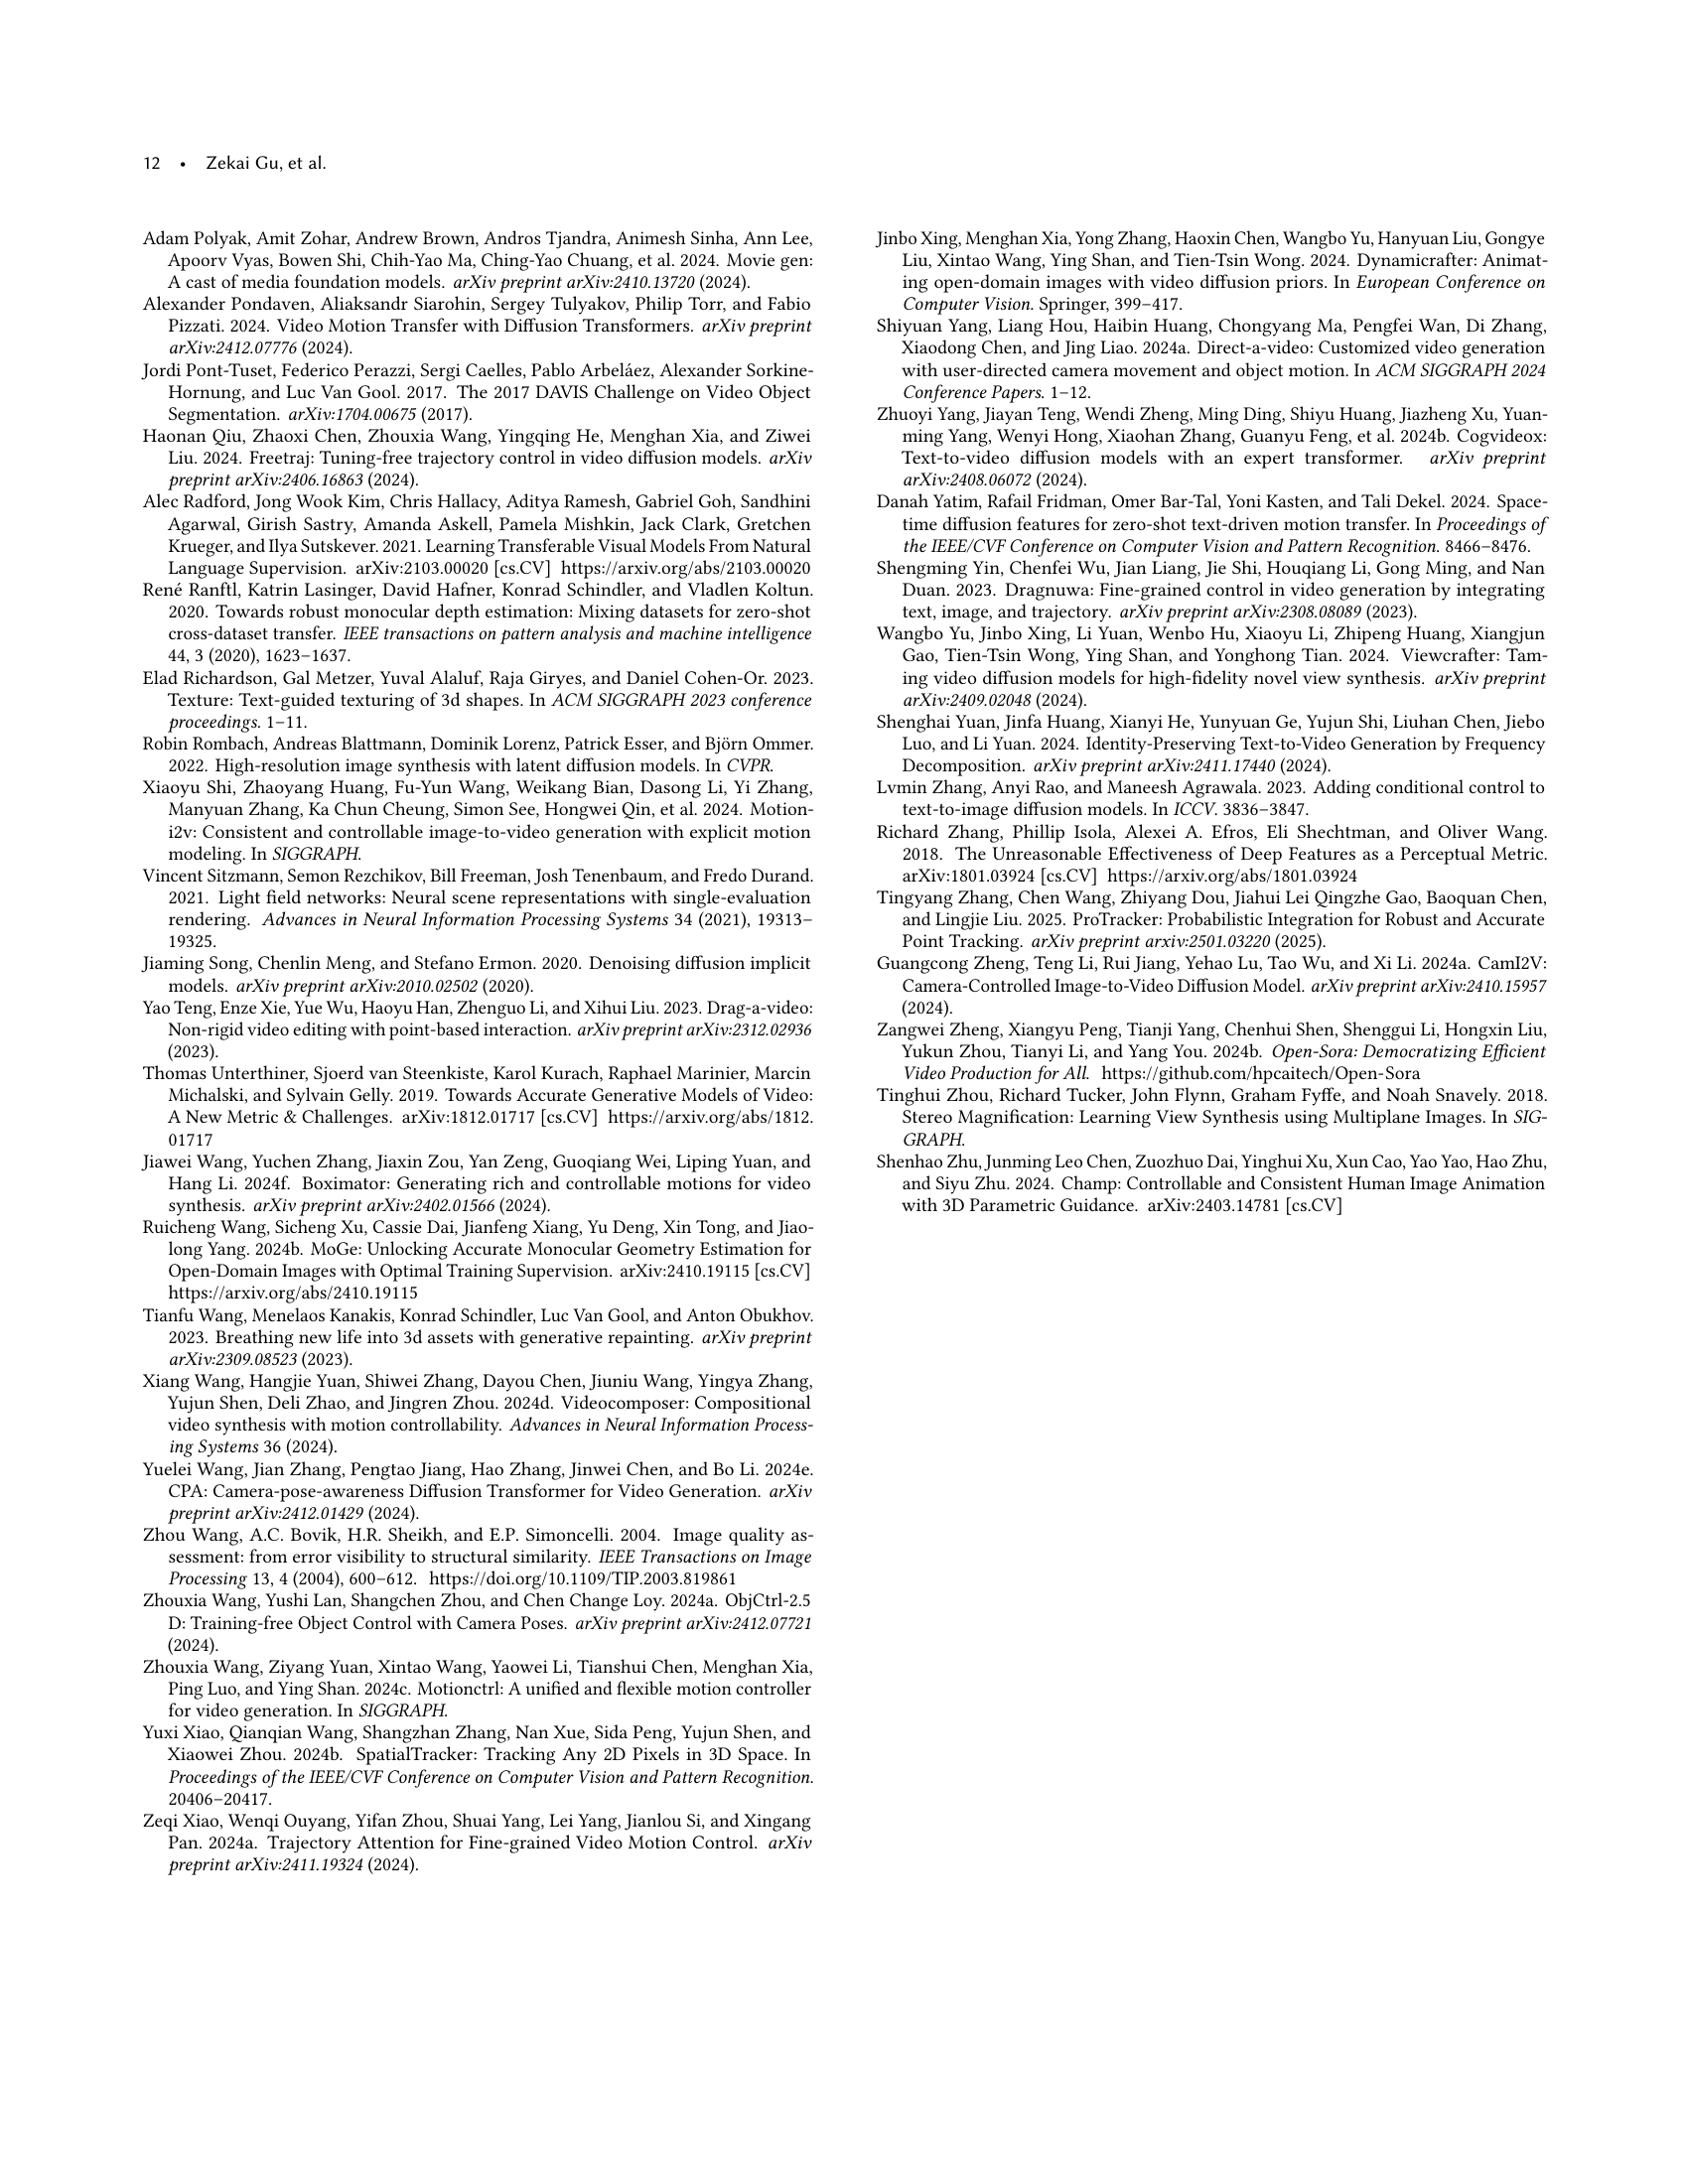 12 • Zekai Gu, et al.
Adam Polyak, Amit Zohar, Andrew Brown, Andros Tjandra, Animesh Sinha, Ann Lee,
Apoorv Vyas, Bowen Shi, Chih-Yao Ma, Ching-Yao Chuang, et al. 2024. Movie gen:
A cast of media foundation models. arXiv preprint arXiv:2410.13720 (2024).
Alexander Pondaven, Aliaksandr Siarohin, Sergey Tulyakov, Philip Torr, and Fabio
Pizzati. 2024. Video Motion Transfer with Diffusion Transformers. arXiv preprint
arXiv:2412.07776 (2024).
Jordi Pont-Tuset, Federico Perazzi, Sergi Caelles, Pablo Arbeláez, Alexander Sorkine-
Hornung, and Luc Van Gool. 2017. The 2017 DAVIS Challenge on Video Object
Segmentation. arXiv:1704.00675 (2017).
Haonan Qiu, Zhaoxi Chen, Zhouxia Wang, Yingqing He, Menghan Xia, and Ziwei
Liu. 2024. Freetraj: Tuning-free trajectory control in video diffusion models. arXiv
preprint arXiv:2406.16863 (2024).
Alec Radford, Jong Wook Kim, Chris Hallacy, Aditya Ramesh, Gabriel Goh, Sandhini
Agarwal, Girish Sastry, Amanda Askell, Pamela Mishkin, Jack Clark, Gretchen
Krueger, and Ilya Sutskever. 2021. Learning Transferable Visual Models From Natural
Language Supervision. arXiv:2103.00020 [cs.CV] https://arxiv.org/abs/2103.00020
René Ranftl, Katrin Lasinger, David Hafner, Konrad Schindler, and Vladlen Koltun.
2020. Towards robust monocular depth estimation: Mixing datasets for zero-shot
cross-dataset transfer. IEEE transactions on pattern analysis and machine intelligence
44, 3 (2020), 1623–1637.
Elad Richardson, Gal Metzer, Yuval Alaluf, Raja Giryes, and Daniel Cohen-Or. 2023.
Texture: Text-guided texturing of 3d shapes. In ACM SIGGRAPH 2023 conference
proceedings. 1–11.
Robin Rombach, Andreas Blattmann, Dominik Lorenz, Patrick Esser, and Björn Ommer.
2022. High-resolution image synthesis with latent diffusion models. In CVPR.
Xiaoyu Shi, Zhaoyang Huang, Fu-Yun Wang, Weikang Bian, Dasong Li, Yi Zhang,
Manyuan Zhang, Ka Chun Cheung, Simon See, Hongwei Qin, et al. 2024. Motion-
i2v: Consistent and controllable image-to-video generation with explicit motion
modeling. In SIGGRAPH.
Vincent Sitzmann, Semon Rezchikov, Bill Freeman, Josh Tenenbaum, and Fredo Durand.
2021. Light field networks: Neural scene representations with single-evaluation
rendering. Advances in Neural Information Processing Systems 34 (2021), 19313–
19325.
Jiaming Song, Chenlin Meng, and Stefano Ermon. 2020. Denoising diffusion implicit
models. arXiv preprint arXiv:2010.02502 (2020).
Yao Teng, Enze Xie, Yue Wu, Haoyu Han, Zhenguo Li, and Xihui Liu. 2023. Drag-a-video:
Non-rigid video editing with point-based interaction. arXiv preprint arXiv:2312.02936
(2023).
Thomas Unterthiner, Sjoerd van Steenkiste, Karol Kurach, Raphael Marinier, Marcin
Michalski, and Sylvain Gelly. 2019. Towards Accurate Generative Models of Video:
A New Metric & Challenges. arXiv:1812.01717 [cs.CV] https://arxiv.org/abs/1812.
01717
Jiawei Wang, Yuchen Zhang, Jiaxin Zou, Yan Zeng, Guoqiang Wei, Liping Yuan, and
Hang Li. 2024f. Boximator: Generating rich and controllable motions for video
synthesis. arXiv preprint arXiv:2402.01566 (2024).
Ruicheng Wang, Sicheng Xu, Cassie Dai, Jianfeng Xiang, Yu Deng, Xin Tong, and Jiao-
long Yang. 2024b. MoGe: Unlocking Accurate Monocular Geometry Estimation for
Open-Domain Images with Optimal Training Supervision. arXiv:2410.19115 [cs.CV]
https://arxiv.org/abs/2410.19115
Tianfu Wang, Menelaos Kanakis, Konrad Schindler, Luc Van Gool, and Anton Obukhov.
2023. Breathing new life into 3d assets with generative repainting. arXiv preprint
arXiv:2309.08523 (2023).
Xiang Wang, Hangjie Yuan, Shiwei Zhang, Dayou Chen, Jiuniu Wang, Yingya Zhang,
Yujun Shen, Deli Zhao, and Jingren Zhou. 2024d. Videocomposer: Compositional
video synthesis with motion controllability. Advances in Neural Information Process-
ing Systems 36 (2024).
Yuelei Wang, Jian Zhang, Pengtao Jiang, Hao Zhang, Jinwei Chen, and Bo Li. 2024e.
CPA: Camera-pose-awareness Diffusion Transformer for Video Generation. arXiv
preprint arXiv:2412.01429 (2024).
Zhou Wang, A.C. Bovik, H.R. Sheikh, and E.P. Simoncelli. 2004. Image quality as-
sessment: from error visibility to structural similarity. IEEE Transactions on Image
Processing 13, 4 (2004), 600–612. https://doi.org/10.1109/TIP.2003.819861
Zhouxia Wang, Yushi Lan, Shangchen Zhou, and Chen Change Loy. 2024a. ObjCtrl-2.5
D: Training-free Object Control with Camera Poses. arXiv preprint arXiv:2412.07721
(2024).
Zhouxia Wang, Ziyang Yuan, Xintao Wang, Yaowei Li, Tianshui Chen, Menghan Xia,
Ping Luo, and Ying Shan. 2024c. Motionctrl: A unified and flexible motion controller
for video generation. In SIGGRAPH.
Yuxi Xiao, Qianqian Wang, Shangzhan Zhang, Nan Xue, Sida Peng, Yujun Shen, and
Xiaowei Zhou. 2024b. SpatialTracker: Tracking Any 2D Pixels in 3D Space. In
Proceedings of the IEEE/CVF Conference on Computer Vision and Pattern Recognition.
20406–20417.
Zeqi Xiao, Wenqi Ouyang, Yifan Zhou, Shuai Yang, Lei Yang, Jianlou Si, and Xingang
Pan. 2024a. Trajectory Attention for Fine-grained Video Motion Control. arXiv
preprint arXiv:2411.19324 (2024).
Jinbo Xing, Menghan Xia, Yong Zhang, Haoxin Chen, Wangbo Yu, Hanyuan Liu, Gongye
Liu, Xintao Wang, Ying Shan, and Tien-Tsin Wong. 2024. Dynamicrafter: Animat-
ing open-domain images with video diffusion priors. In European Conference on
Computer Vision. Springer, 399–417.
Shiyuan Yang, Liang Hou, Haibin Huang, Chongyang Ma, Pengfei Wan, Di Zhang,
Xiaodong Chen, and Jing Liao. 2024a. Direct-a-video: Customized video generation
with user-directed camera movement and object motion. In ACM SIGGRAPH 2024
Conference Papers. 1–12.
Zhuoyi Yang, Jiayan Teng, Wendi Zheng, Ming Ding, Shiyu Huang, Jiazheng Xu, Yuan-
ming Yang, Wenyi Hong, Xiaohan Zhang, Guanyu Feng, et al. 2024b. Cogvideox:
Text-to-video diffusion models with an expert transformer. arXiv preprint
arXiv:2408.06072 (2024).
Danah Yatim, Rafail Fridman, Omer Bar-Tal, Yoni Kasten, and Tali Dekel. 2024. Space-
time diffusion features for zero-shot text-driven motion transfer. In Proceedings of
the IEEE/CVF Conference on Computer Vision and Pattern Recognition. 8466–8476.
Shengming Yin, Chenfei Wu, Jian Liang, Jie Shi, Houqiang Li, Gong Ming, and Nan
Duan. 2023. Dragnuwa: Fine-grained control in video generation by integrating
text, image, and trajectory. arXiv preprint arXiv:2308.08089 (2023).
Wangbo Yu, Jinbo Xing, Li Yuan, Wenbo Hu, Xiaoyu Li, Zhipeng Huang, Xiangjun
Gao, Tien-Tsin Wong, Ying Shan, and Yonghong Tian. 2024. Viewcrafter: Tam-
ing video diffusion models for high-fidelity novel view synthesis. arXiv preprint
arXiv:2409.02048 (2024).
Shenghai Yuan, Jinfa Huang, Xianyi He, Yunyuan Ge, Yujun Shi, Liuhan Chen, Jiebo
Luo, and Li Yuan. 2024. Identity-Preserving Text-to-Video Generation by Frequency
Decomposition. arXiv preprint arXiv:2411.17440 (2024).
Lvmin Zhang, Anyi Rao, and Maneesh Agrawala. 2023. Adding conditional control to
text-to-image diffusion models. In ICCV. 3836–3847.
Richard Zhang, Phillip Isola, Alexei A. Efros, Eli Shechtman, and Oliver Wang.
2018. The Unreasonable Effectiveness of Deep Features as a Perceptual Metric.
arXiv:1801.03924 [cs.CV] https://arxiv.org/abs/1801.03924
Tingyang Zhang, Chen Wang, Zhiyang Dou, Jiahui Lei Qingzhe Gao, Baoquan Chen,
and Lingjie Liu. 2025. ProTracker: Probabilistic Integration for Robust and Accurate
Point Tracking. arXiv preprint arxiv:2501.03220 (2025).
Guangcong Zheng, Teng Li, Rui Jiang, Yehao Lu, Tao Wu, and Xi Li. 2024a. CamI2V:
Camera-Controlled Image-to-Video Diffusion Model. arXiv preprint arXiv:2410.15957
(2024).
Zangwei Zheng, Xiangyu Peng, Tianji Yang, Chenhui Shen, Shenggui Li, Hongxin Liu,
Yukun Zhou, Tianyi Li, and Yang You. 2024b. Open-Sora: Democratizing Efficient
Video Production for All. https://github.com/hpcaitech/Open-Sora
Tinghui Zhou, Richard Tucker, John Flynn, Graham Fyffe, and Noah Snavely. 2018.
Stereo Magnification: Learning View Synthesis using Multiplane Images. In SIG-
GRAPH.
Shenhao Zhu, Junming Leo Chen, Zuozhuo Dai, Yinghui Xu, Xun Cao, Yao Yao, Hao Zhu,
and Siyu Zhu. 2024. Champ: Controllable and Consistent Human Image Animation
with 3D Parametric Guidance. arXiv:2403.14781 [cs.CV]